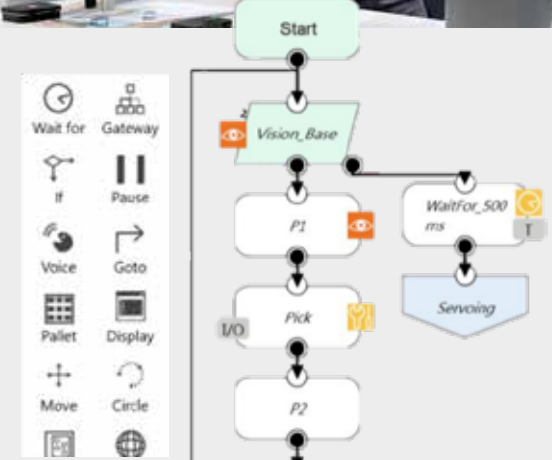 Start
Wait for
Gateway
If
Pause
Voice
Goto
Pallet
Display
Move
Circle
2
Vision_Base
P1
I/O
Pick
P2
WaitFor_500
ms
T
Servoing